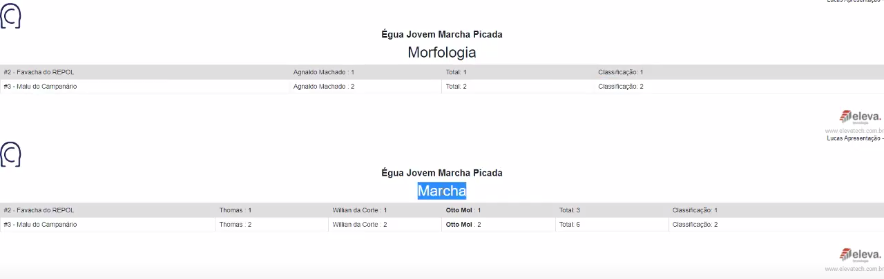 Lucas Apresentação -
Égua Jovem Marcha Picada
Morfologia
#2 - Favacha do REPOL Agnaldo Machado : 1 Total: 1 Classificação: 1
#3 - Malu do Campanário Agnaldo Machado : 2 Total: 2 Classificação: 2
eleva.
www.elevatech.com.br
Lucas Apresentação -
Égua Jovem Marcha Picada
Marcha
#2 - Favacha do REPOL Thomas : 1 Willian da Corte : 1 Otto Mol : 1 Total: 3 Classificação: 1
#3 - Malu do Campanário Thomas : 2 Willian da Corte : 2 Otto Mol : 2 Total: 6 Classificação: 2
eleva.
www.elevatech.com.br